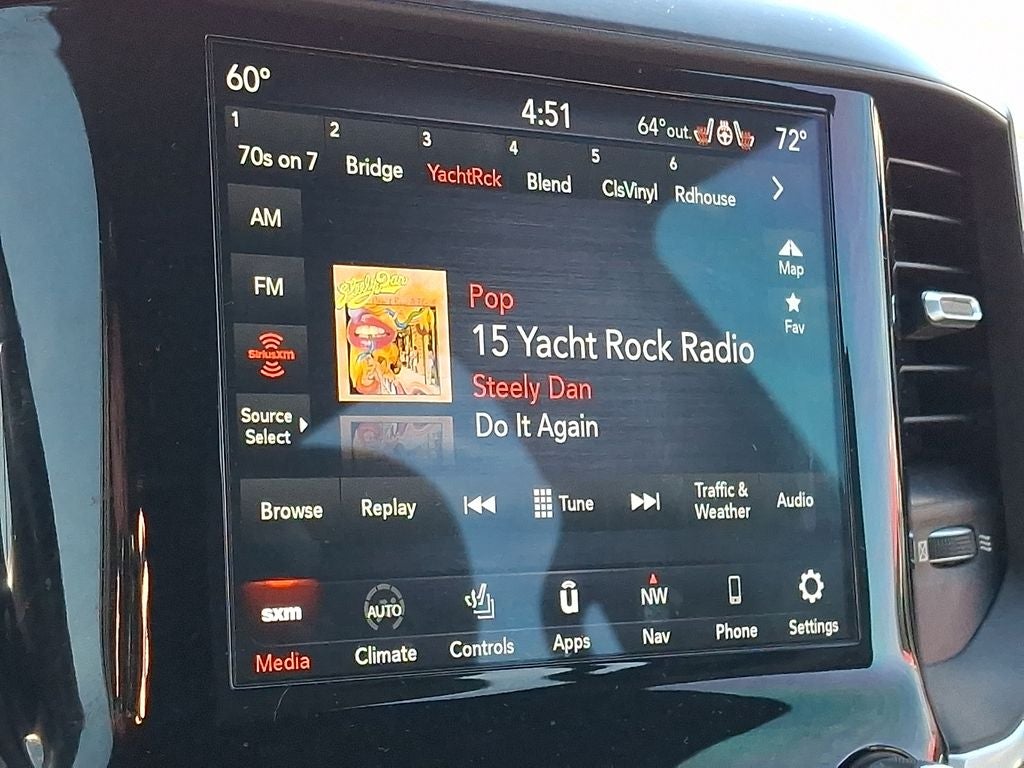 60°
4:51
64°out.
72°
1
2
3
4
5
6
70s on 7
Bridge
YachtRck
Blend
ClsVinyl
Rdhouse
AM
FM
SiriusXM
Source
Select
Map
Fav
Steely Dan
Pop
15 Yacht Rock Radio
Steely Dan
Do It Again
Browse
Replay
Tune
Traffic &
Weather
Audio
sxm
Media
AUTO
Climate
Controls
u
Apps
NW
Nav
Phone
Settings